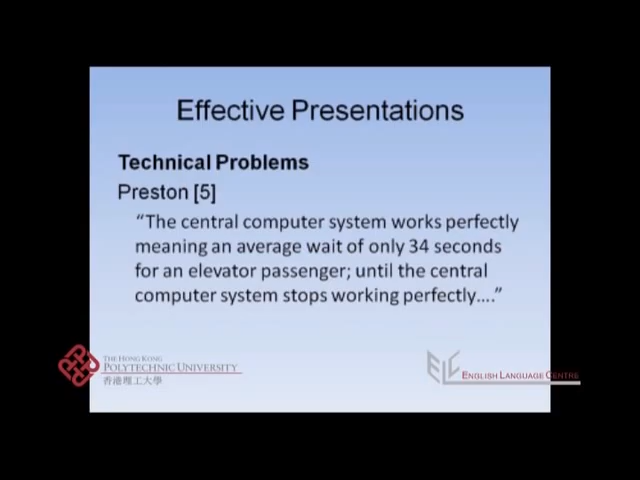 Effective Presentations
Technical Problems
Preston [5]
“The central computer system works perfectly
meaning an average wait of only 34 seconds
for an elevator passenger; until the central
computer system stops working perfectly….”
THE HONG KONG
POLYTECHNIC UNIVERSITY
香港理工大學
ELC
ENGLISH LANGUAGE CENTRE